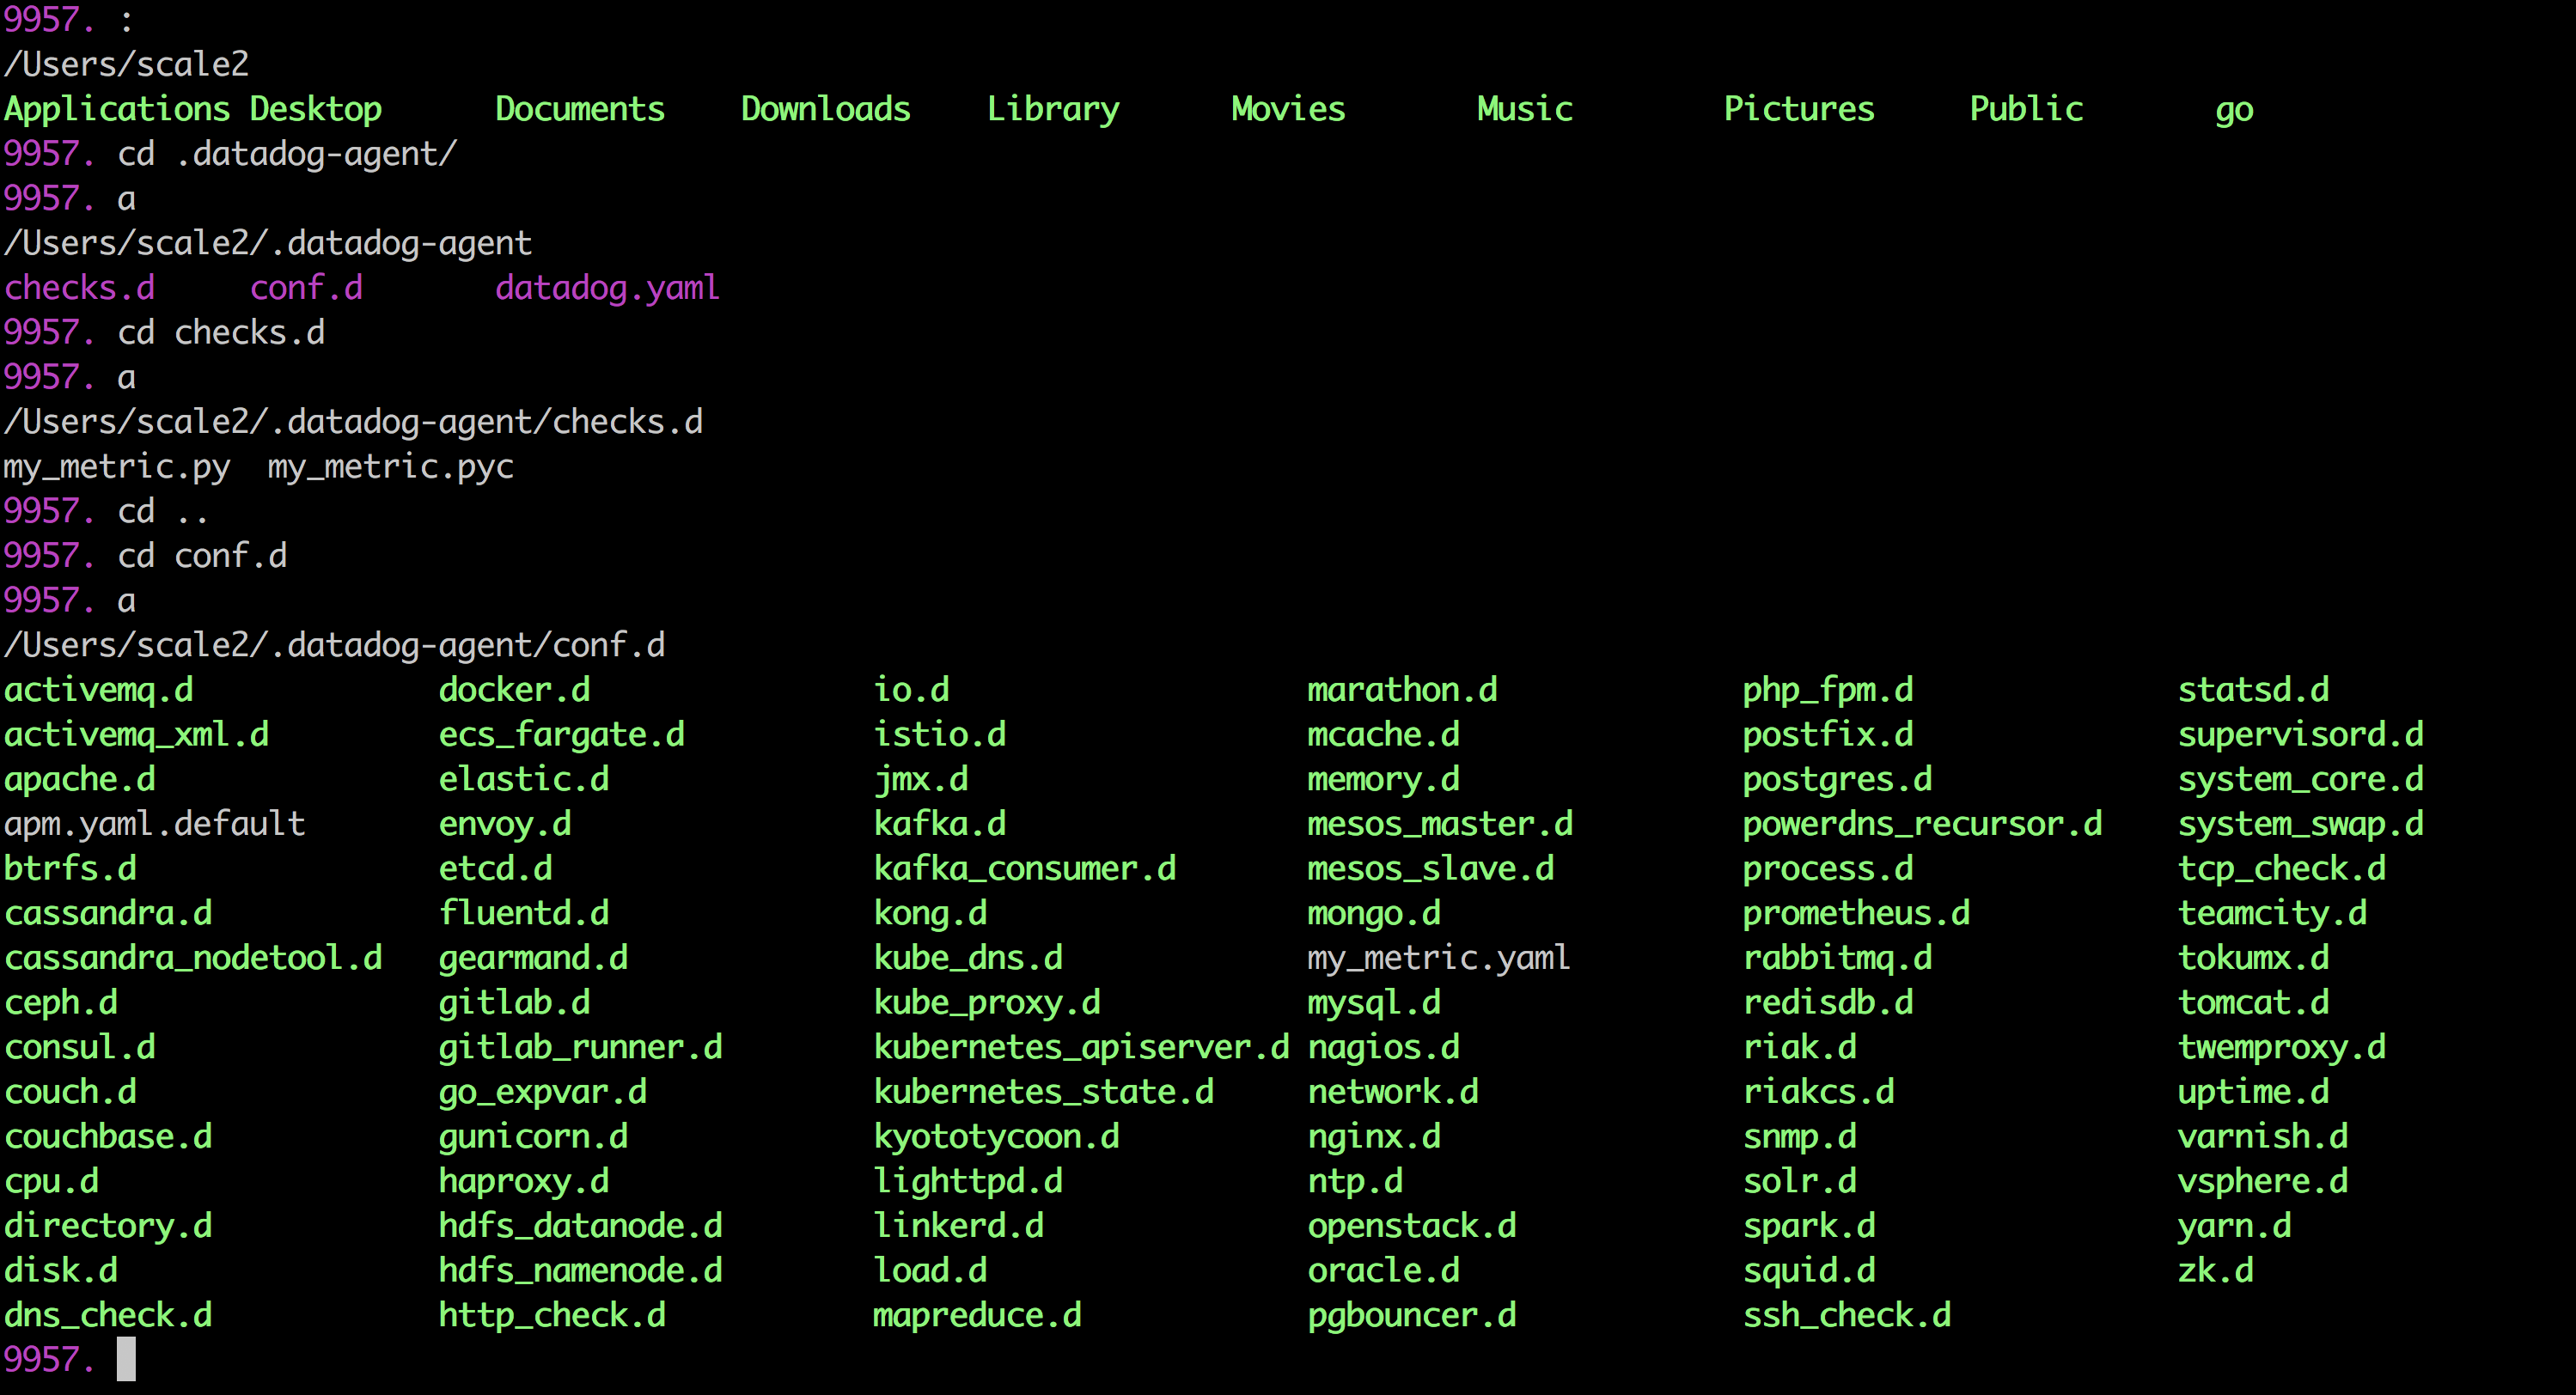 9957. :
/Users/scale2
Applications Desktop      Documents    Downloads    Library      Movies       Music        Pictures     Public       go
9957. cd .datadog-agent/
9957. a
/Users/scale2/.datadog-agent
checks.d     conf.d       datadog.yaml
9957. cd checks.d
9957. a
/Users/scale2/.datadog-agent/checks.d
my_metric.py  my_metric.pyc
9957. cd ..
9957. cd conf.d
9957. a
/Users/scale2/.datadog-agent/conf.d
activemq.d             docker.d               io.d                   marathon.d             php_fpm.d              statsd.d
activemq_xml.d         ecs_fargate.d          istio.d                mcache.d               postfix.d              supervisord.d
apache.d               elastic.d              jmx.d                  memory.d               postgres.d             system_core.d
apm.yaml.default       envoy.d                kafka.d                mesos_master.d         powerdns_recursor.d    system_swap.d
btrfs.d                etcd.d                 kafka_consumer.d       mesos_slave.d          process.d              tcp_check.d
cassandra.d            fluentd.d              kong.d                 mongo.d                prometheus.d           teamcity.d
cassandra_nodetool.d   gearmand.d             kube_dns.d             my_metric.yaml         rabbitmq.d             tokumx.d
ceph.d                 gitlab.d               kube_proxy.d           mysql.d                redisdb.d              tomcat.d
consul.d               gitlab_runner.d        kubernetes_apiserver.d nagios.d               riak.d                 twemproxy.d
couch.d                go_expvar.d            kubernetes_state.d     network.d              riakcs.d               uptime.d
couchbase.d            gunicorn.d             kyototycoon.d          nginx.d                snmp.d                 varnish.d
cpu.d                  haproxy.d              lighttpd.d             ntp.d                  solr.d                 vsphere.d
directory.d            hdfs_datanode.d        linkerd.d              openstack.d            spark.d                yarn.d
disk.d                 hdfs_namenode.d        load.d                 oracle.d               squid.d                zk.d
dns_check.d            http_check.d           mapreduce.d            pgbouncer.d            ssh_check.d
9957.